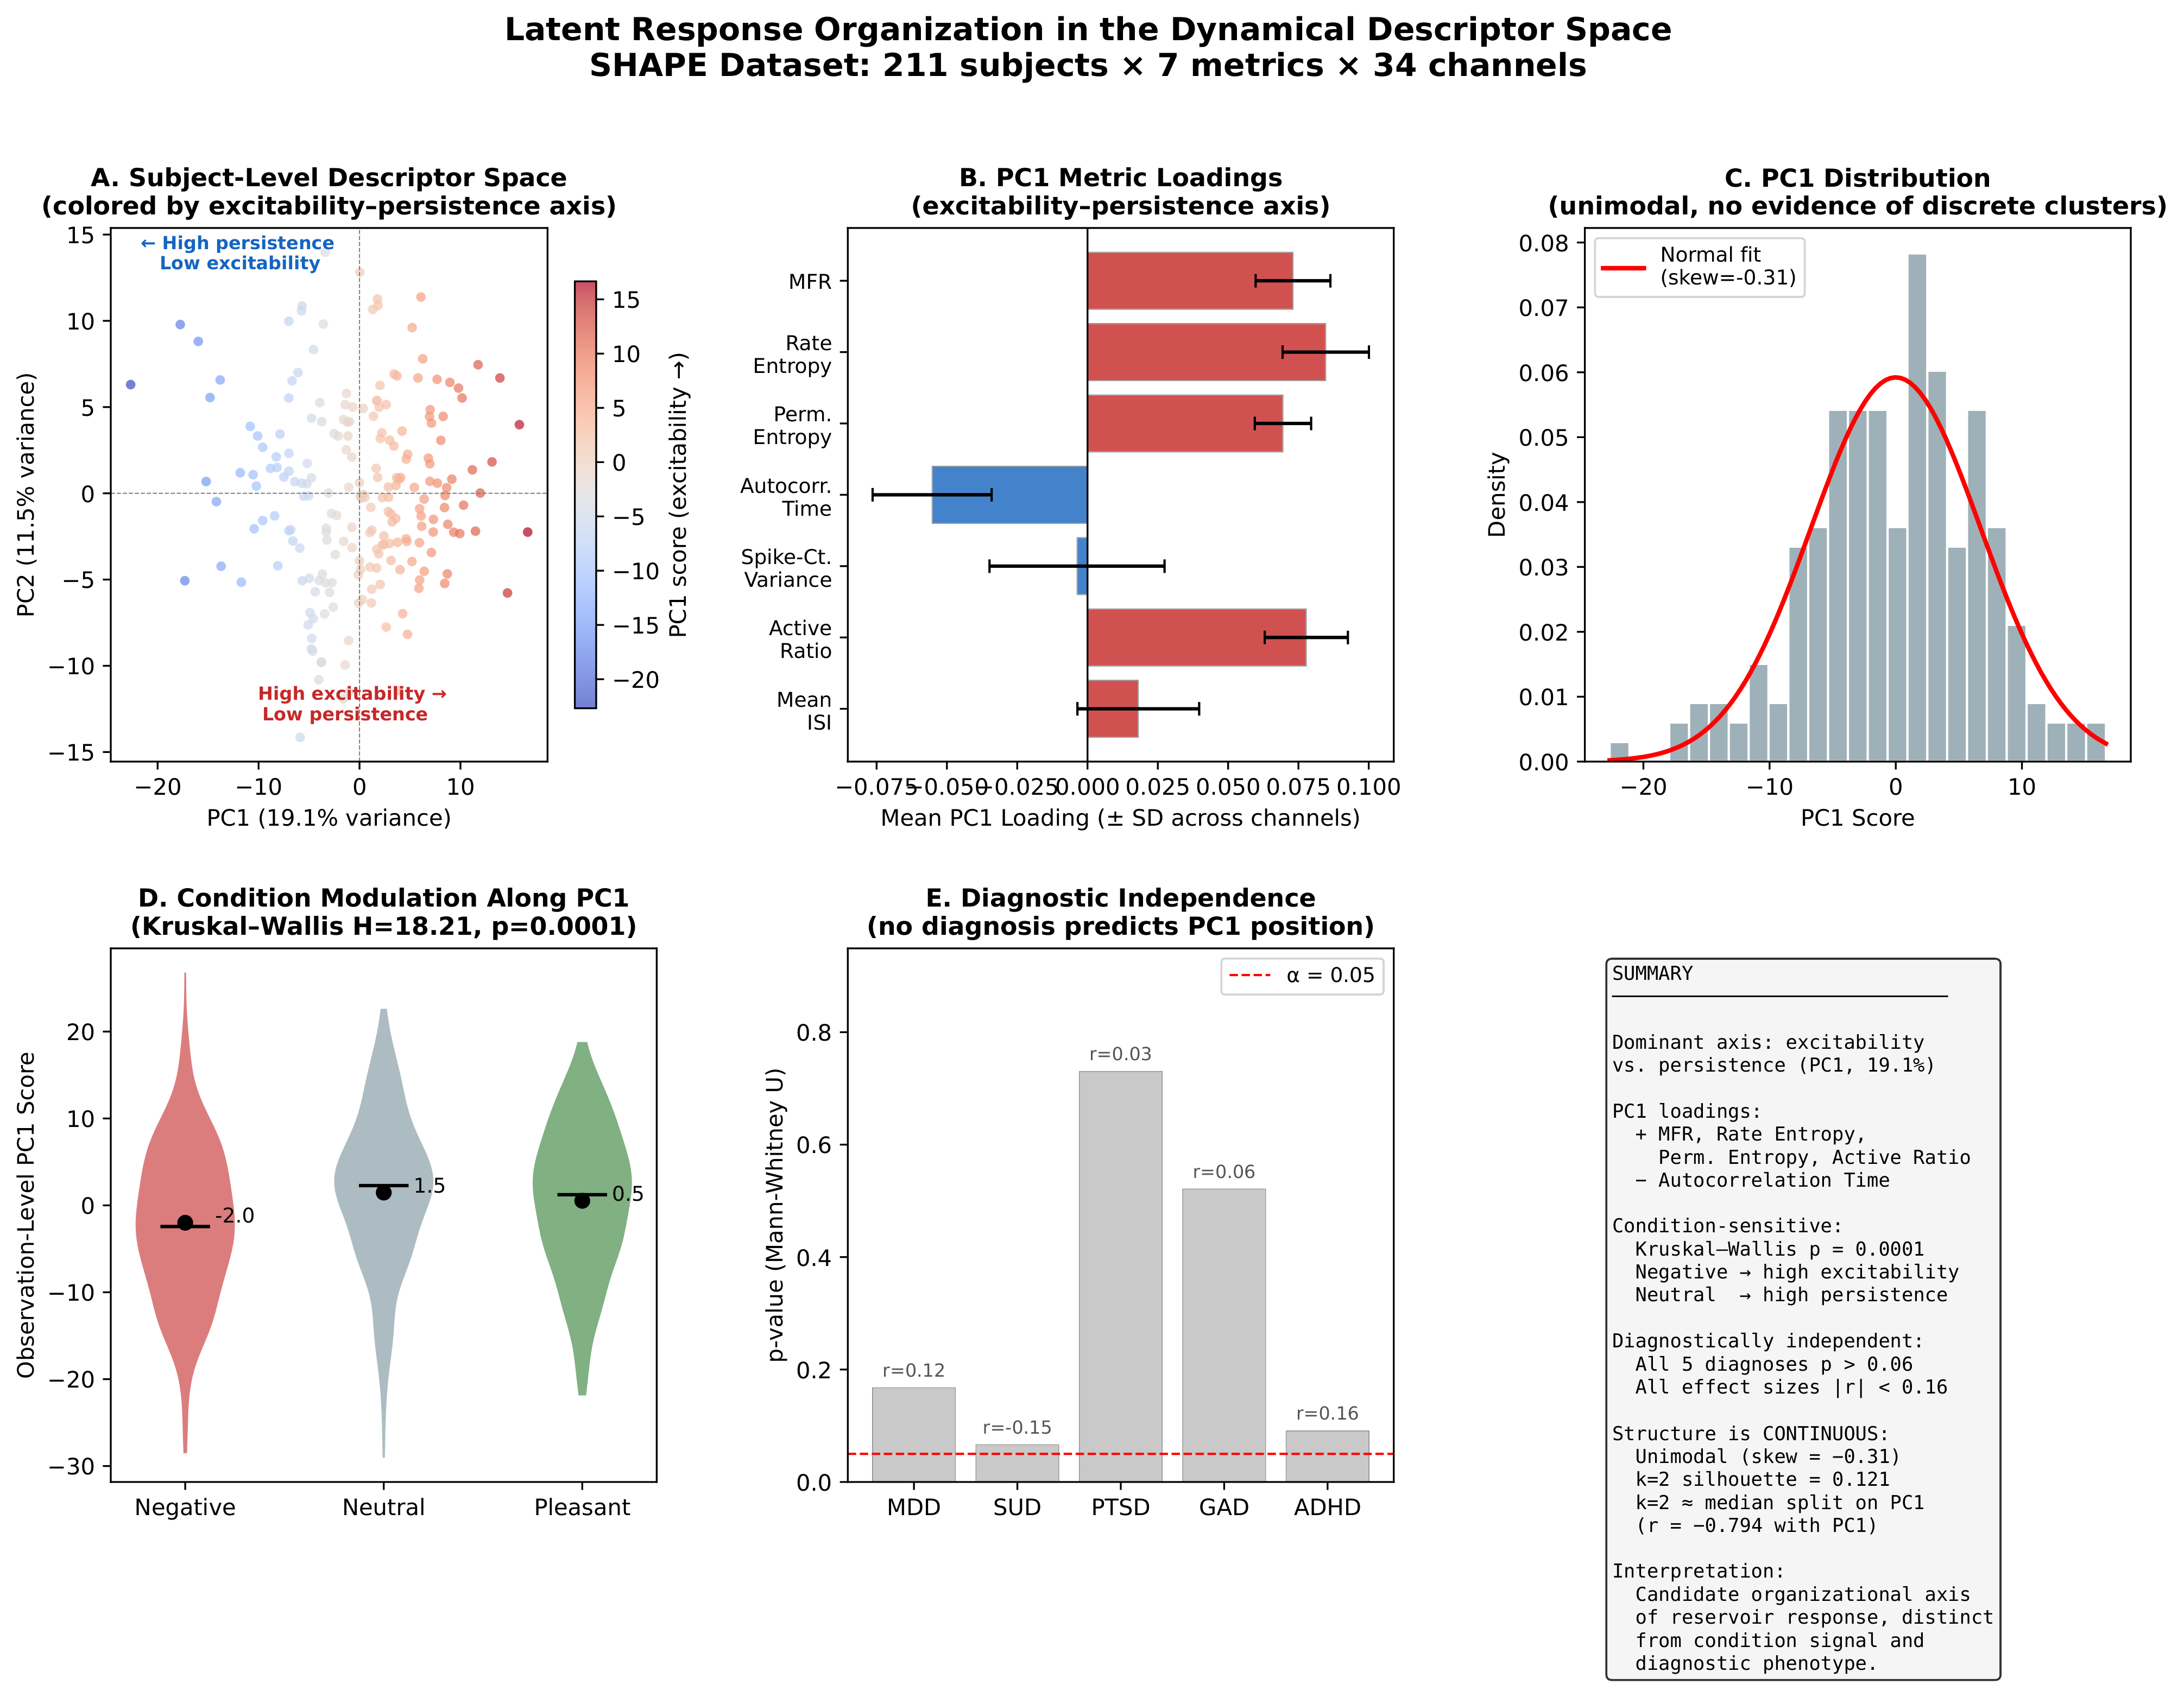 Latent Response Organization in the Dynamical Descriptor Space
SHAPE Dataset: 211 subjects × 7 metrics × 34 channels
A. Subject-Level Descriptor Space
(colored by excitability–persistence axis)
← High persistence
Low excitability
High excitability →
Low persistence
15
10
5
0
−5
−10
−15
−20
−10
0
10
PC1 (19.1% variance)
PC2 (11.5% variance)
15
10
5
0
−5
−10
−15
−20
PC1 score (excitability →)
B. PC1 Metric Loadings
(excitability–persistence axis)
MFR
Rate
Entropy
Perm.
Entropy
Autocorr.
Time
Spike-Ct.
Variance
Active
Ratio
Mean
ISI
−0.075
−0.050
−0.025
0.000
0.025
0.050
0.075
0.100
Mean PC1 Loading (± SD across channels)
C. PC1 Distribution
(unimodal, no evidence of discrete clusters)
Normal fit
(skew=-0.31)
0.08
0.07
0.06
0.05
0.04
0.03
0.02
0.01
0.00
Density
−20
−10
0
10
PC1 Score
D. Condition Modulation Along PC1
(Kruskal–Wallis H=18.21, p=0.0001)
20
10
0
−10
−20
−30
Observation-Level PC1 Score
-2.0
1.5
0.5
Negative
Neutral
Pleasant
E. Diagnostic Independence
(no diagnosis predicts PC1 position)
α = 0.05
0.8
0.6
0.4
0.2
0.0
p-value (Mann-Whitney U)
r=0.12
r=-0.15
r=0.03
r=0.06
r=0.16
MDD
SUD
PTSD
GAD
ADHD
SUMMARY
Dominant axis: excitability
vs. persistence (PC1, 19.1%)
PC1 loadings:
+ MFR, Rate Entropy,
Perm. Entropy, Active Ratio
− Autocorrelation Time
Condition-sensitive:
Kruskal–Wallis p = 0.0001
Negative → high excitability
Neutral → high persistence
Diagnostically independent:
All 5 diagnoses p > 0.06
All effect sizes |r| < 0.16
Structure is CONTINUOUS:
Unimodal (skew = −0.31)
k=2 silhouette = 0.121
k=2 ≈ median split on PC1
(r = −0.794 with PC1)
Interpretation:
Candidate organizational axis
of reservoir response, distinct
from condition signal and
diagnostic phenotype.